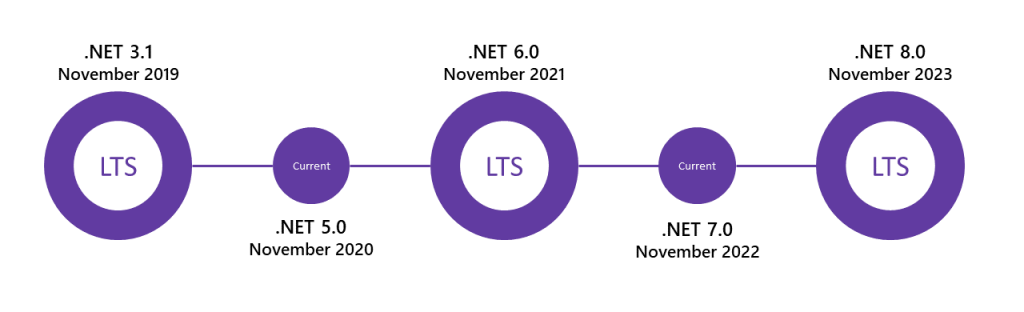 .NET 3.1
November 2019
LTS
Current
.NET 5.0
November 2020
.NET 6.0
November 2021
LTS
Current
.NET 7.0
November 2022
.NET 8.0
November 2023
LTS